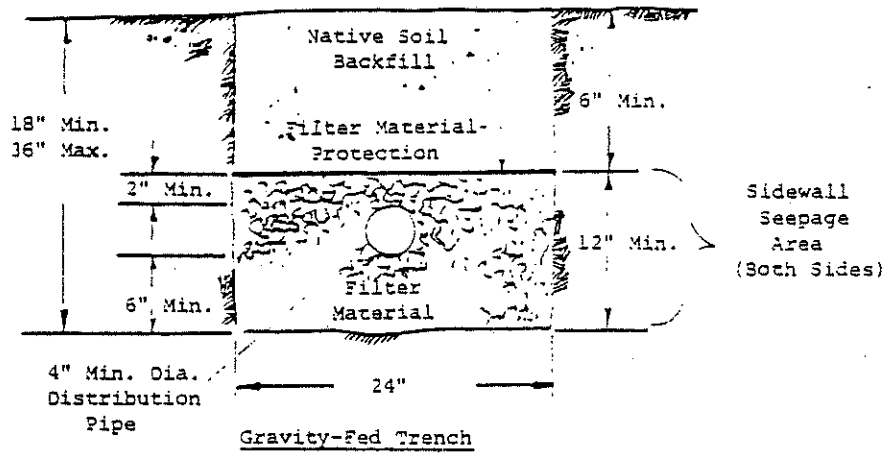 Native Soil
Backfill
18" Min.
36" Max.
6" Min.
Filter Material-
Protection
2" Min.
Sidewall
Seepage
Area
(Both Sides)
12" Min.
6" Min.
Filter
Material
4" Min. Dia.
Distribution
Pipe
24"
Gravity-Fed Trench